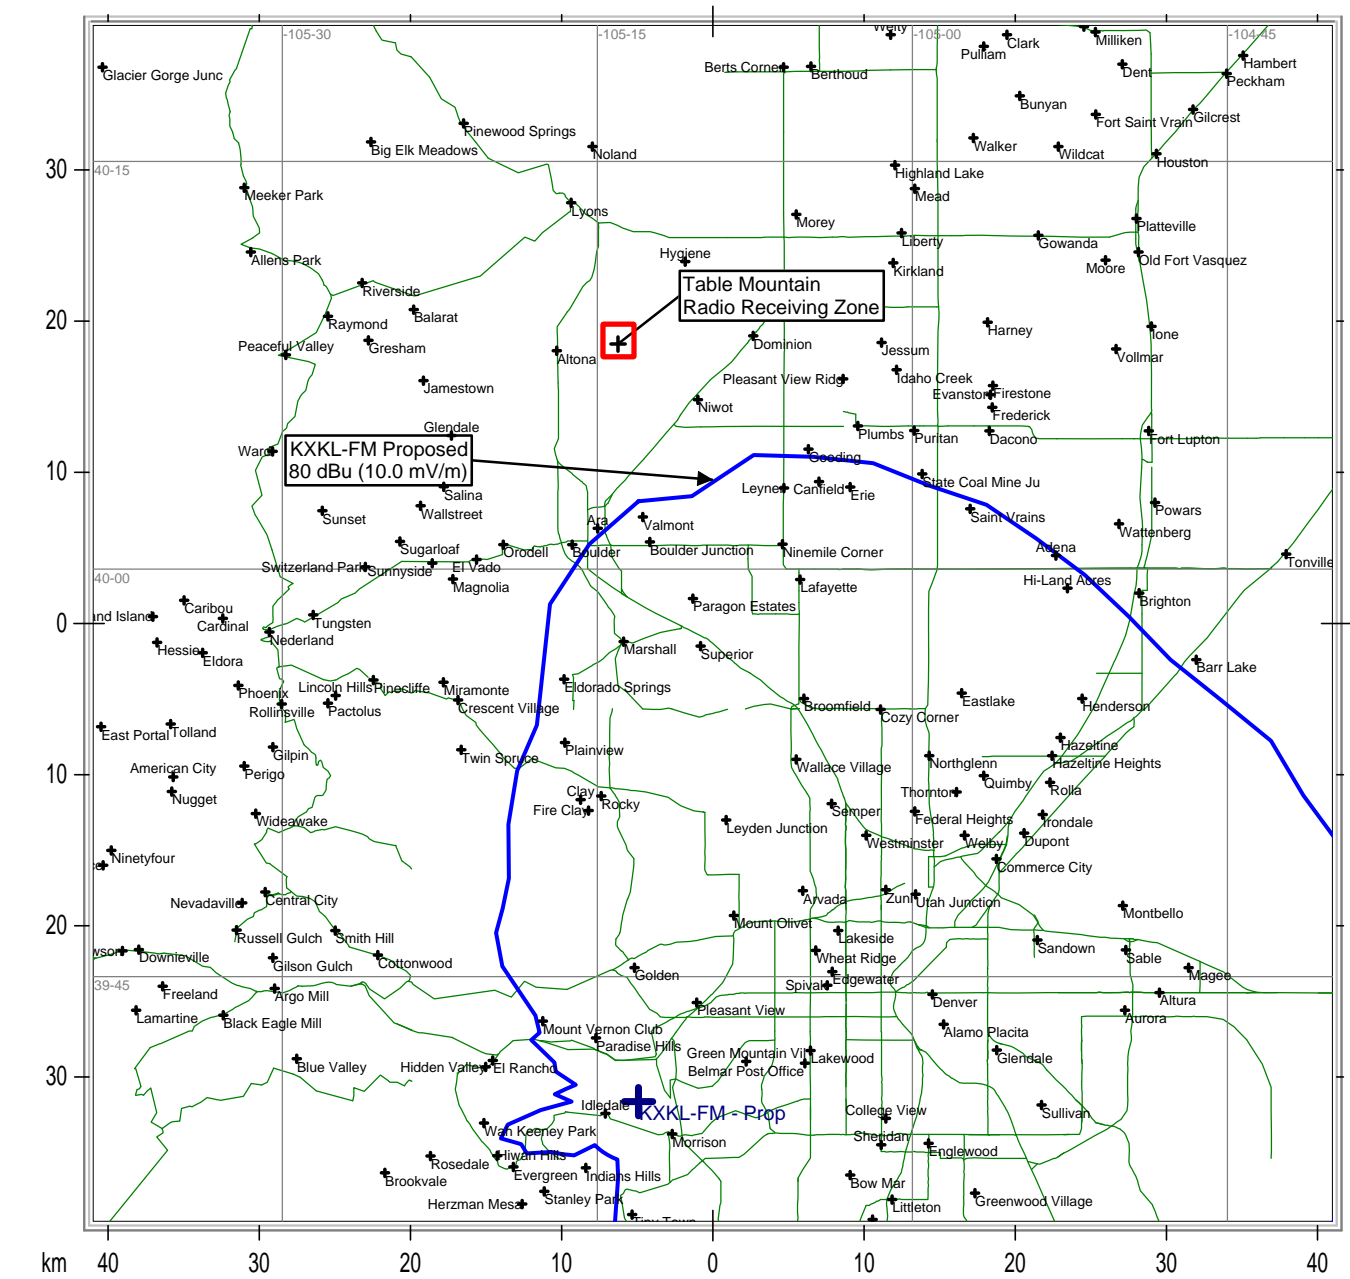 -105-30
-105-15
-105-00
-104-45
Welty
Clark
Milliken
Pulliam
Hambert
Glacier Gorge Junc
Berts Corner
Berthoud
Dent
Peckham
Bunyan
Fort Saint Vrain
Gilcrest
Pinewood Springs
Big Elk Meadows
Noland
Walker
Wildcat
Houston
30
40-15
Highland Lake
Meeker Park
Mead
Lyons
Morey
Platteville
Liberty
Gowanda
Allens Park
Hygiene
Kirkland
Moore
Old Fort Vasquez
Riverside
Table Mountain
Radio Receiving Zone
20
Raymond
Balarat
Harney
Ione
Peaceful Valley
Gresham
Altona
Dominion
Jessum
Vollmar
Jamestown
Pleasant View Ridg
Idaho Creek
Evanston
Firestone
Niwot
Frederick
Glendale
Plumbs
Puritan
Dacono
Fort Lupton
Ward
KXKL-FM Proposed
80 dBu (10.0 mV/m)
Gooding
10
Salina
Leyner
Canfield
Erie
State Coal Mine Ju
Sunset
Wallstreet
Ara
Valmont
Saint Vrains
Powars
Wattenberg
Sugarloaf
Orodell
Boulder
Boulder Junction
Ninemile Corner
Adena
Tonville
40-00
Switzerland Park
Sunnyside
El Vado
Magnolia
Lafayette
Hi-Land Acres
Brighton
Caribou
Paragon Estates
and Island
Cardinal
Tungsten
0
Nederland
Hessie
Eldora
Marshall
Superior
Barr Lake
Phoenix
Lincoln Hills
Pinecliffe
Miramonte
Eldorado Springs
Rollinsville
Pactolus
Crescent Village
Broomfield
Eastlake
Henderson
Cozy Corner
East Portal
Tolland
Gilpin
Twin Spruce
Plainview
Hazeltine
American City
Perigo
Wallace Village
Northglenn
Hazeltine Heights
10
Nugget
Clay
Rocky
Quimby
Rolla
Thornton
Fire Clay
Wideawake
Leyden Junction
Semper
Federal Heights
Irondale
Westminster
Welby
Dupont
Ninetyfour
Commerce City
Nevadaville
Central City
Arvada
Zuni
Utah Junction
Montbello
20
Russell Gulch
Smith Hill
Mount Olivet
Lakeside
Downieville
Gilson Gulch
Cottonwood
Wheat Ridge
Sandown
Sable
39-45
Golden
Edgewater
Magee
Spivak
Freeland
Argo Mill
Pleasant View
Denver
Altura
Lamartine
Black Eagle Mill
Mount Vernon Club
Alamo Placita
Aurora
Paradise Hills
Blue Valley
Hidden Valley
El Rancho
Green Mountain Vil
Lakewood
Glendale
30
Belmar Post Office
Idledale
KXKL-FM - Prop
College View
Sullivan
Wah Keeney Park
Morrison
Sheridan
Englewood
Rosedale
Hiwan Hills
Brookvale
Evergreen
Indians Hills
Bow Mar
Stanley Park
Greenwood Village
Herzman Mesa
Littleton
Tiny Town
km
40
30
20
10
0
10
20
30
40